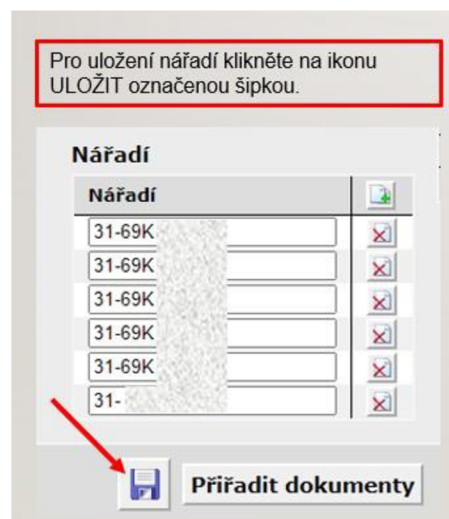 Pro uložení nářadí klikněte na ikonu
ULOŽIT označenou šipkou.
Nářadí
Nářadí
31-69K
31-69K
31-69K
31-69K
31-69K
31-
Přiřadit dokumenty